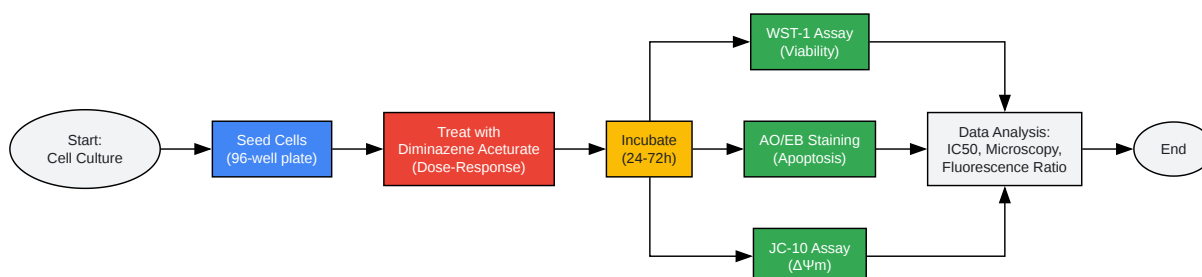 Start:
Cell Culture
Seed Cells
(96-well plate)
Treat with
Diminazene Aceturate
(Dose-Response)
Incubate
(24-72h)
WST-1 Assay
(Viability)
AO/EB Staining
(Apoptosis)
JC-10 Assay
(ΔΨm)
Data Analysis:
IC50, Microscopy,
Fluorescence Ratio
End